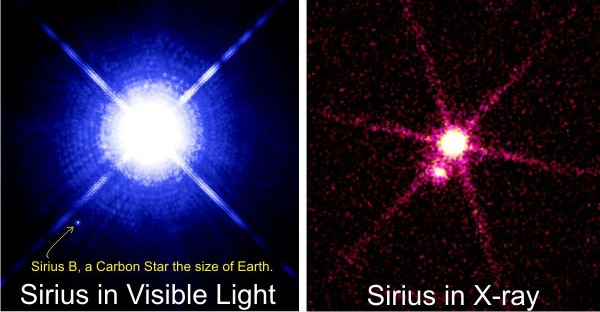 Sirius B, a Carbon Star the size of Earth.
Sirius in Visible Light
Sirius in X-ray